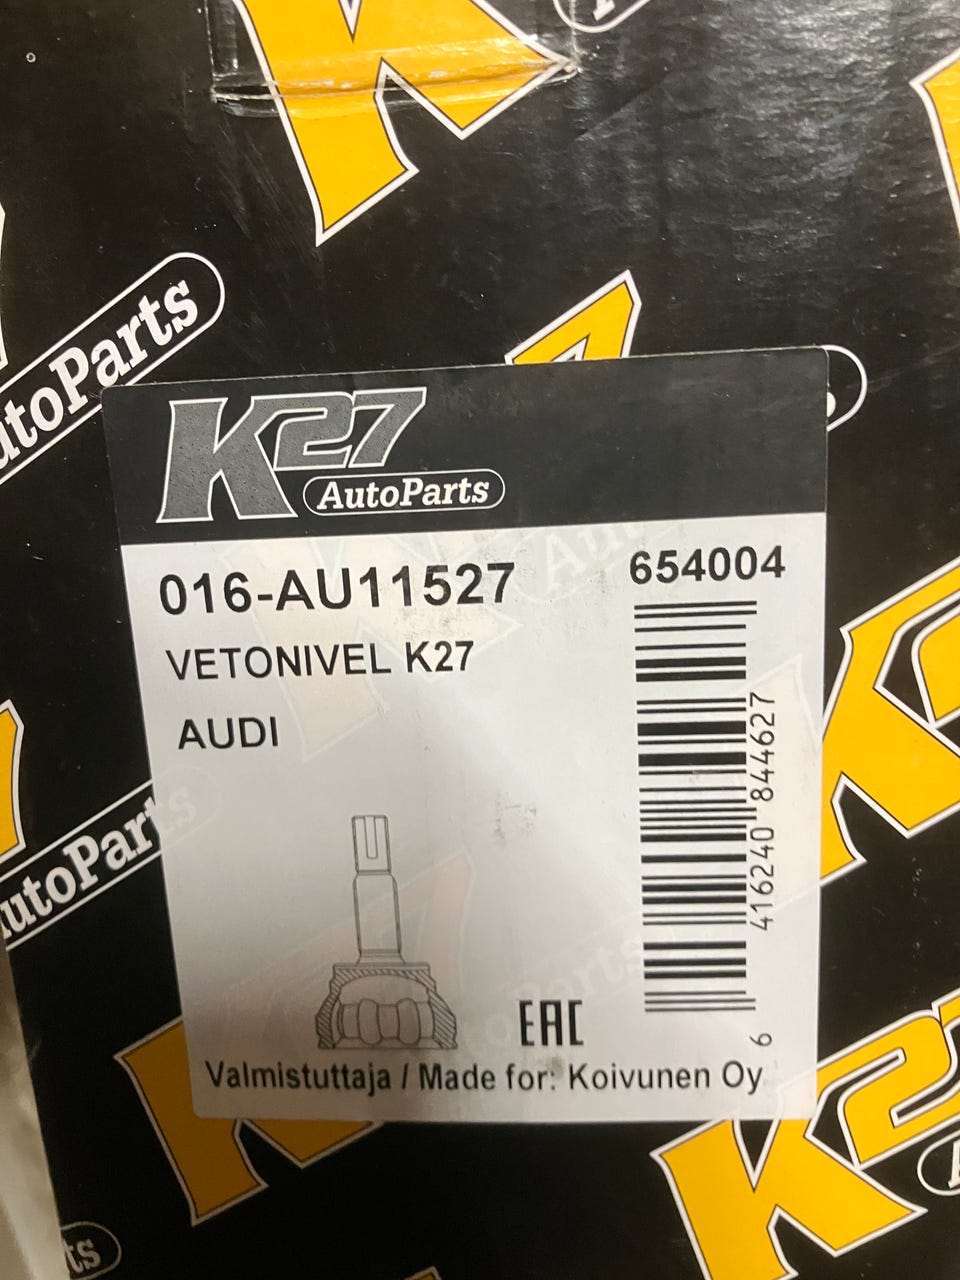 AutoParts
K27
AutoParts
016-AU11527
654004
VETONIVEL K27
AUDI
6 416240 844627
AutoParts
EAC
Valmistuttaja / Made for: Koivunen Oy
K27